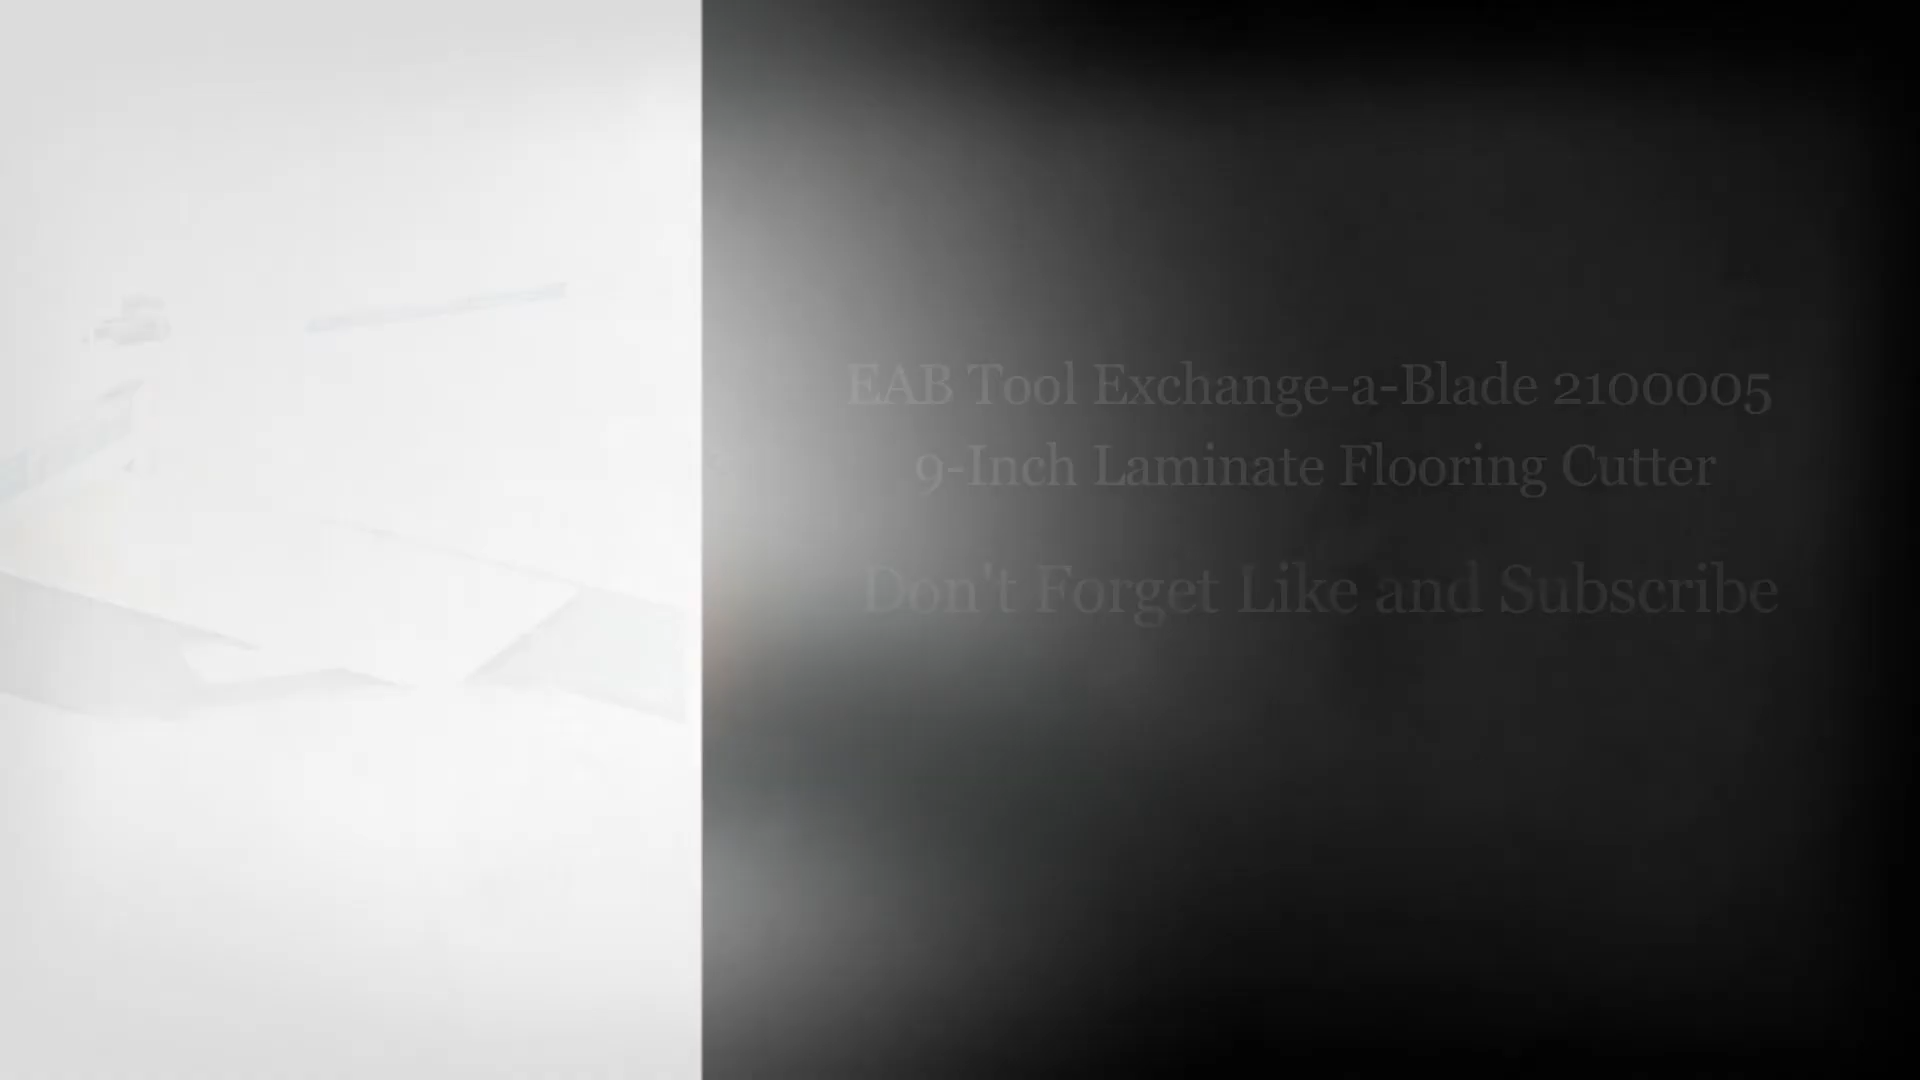 EAB Tool Exchange-a-Blade 2100005
9-Inch Laminate Flooring Cutter
Don't Forget Like and Subscribe